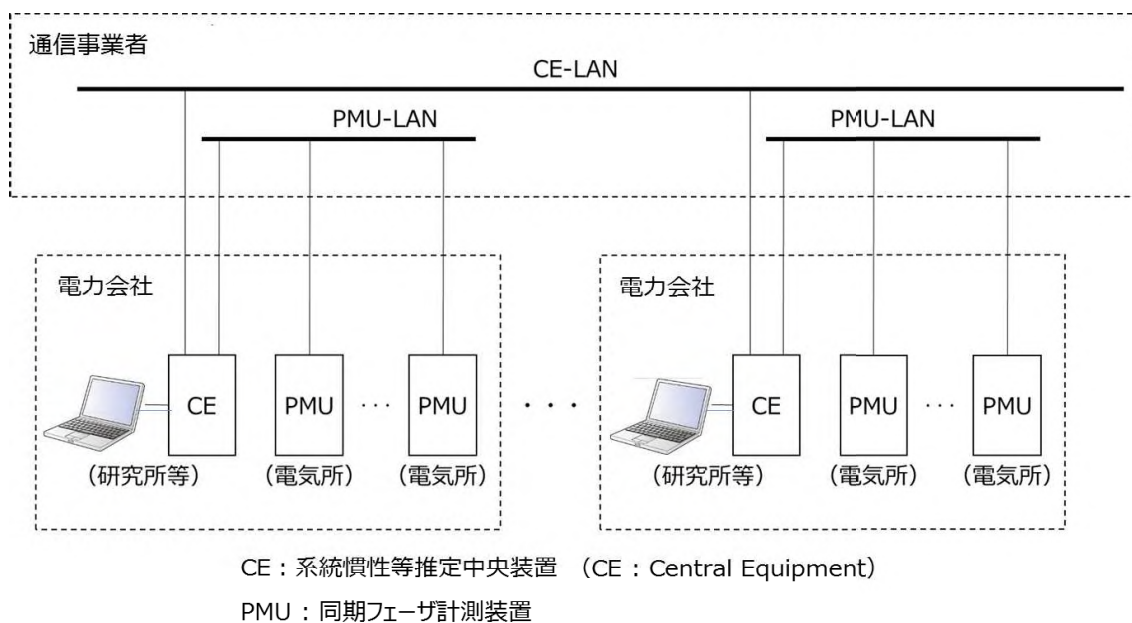 通信事業者
CE-LAN
PMU-LAN
PMU-LAN
電力会社
電力会社
CE
PMU
･･･
PMU
･･･
CE
PMU
･･･
PMU
（研究所等）
（電気所）
（電気所）
（研究所等）
（電気所）
（電気所）
CE：系統慣性等推定中央装置 （CE：Central Equipment）
PMU：同期フェーザ計測装置